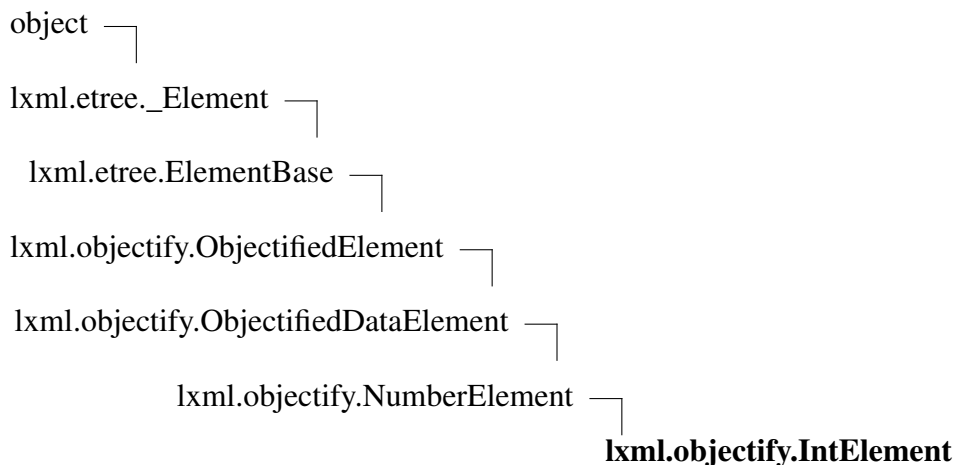 object
lxml.etree._Element
lxml.etree.ElementBase
lxml.objectify.ObjectifiedElement
lxml.objectify.ObjectifiedDataElement
lxml.objectify.NumberElement
lxml.objectify.IntElement